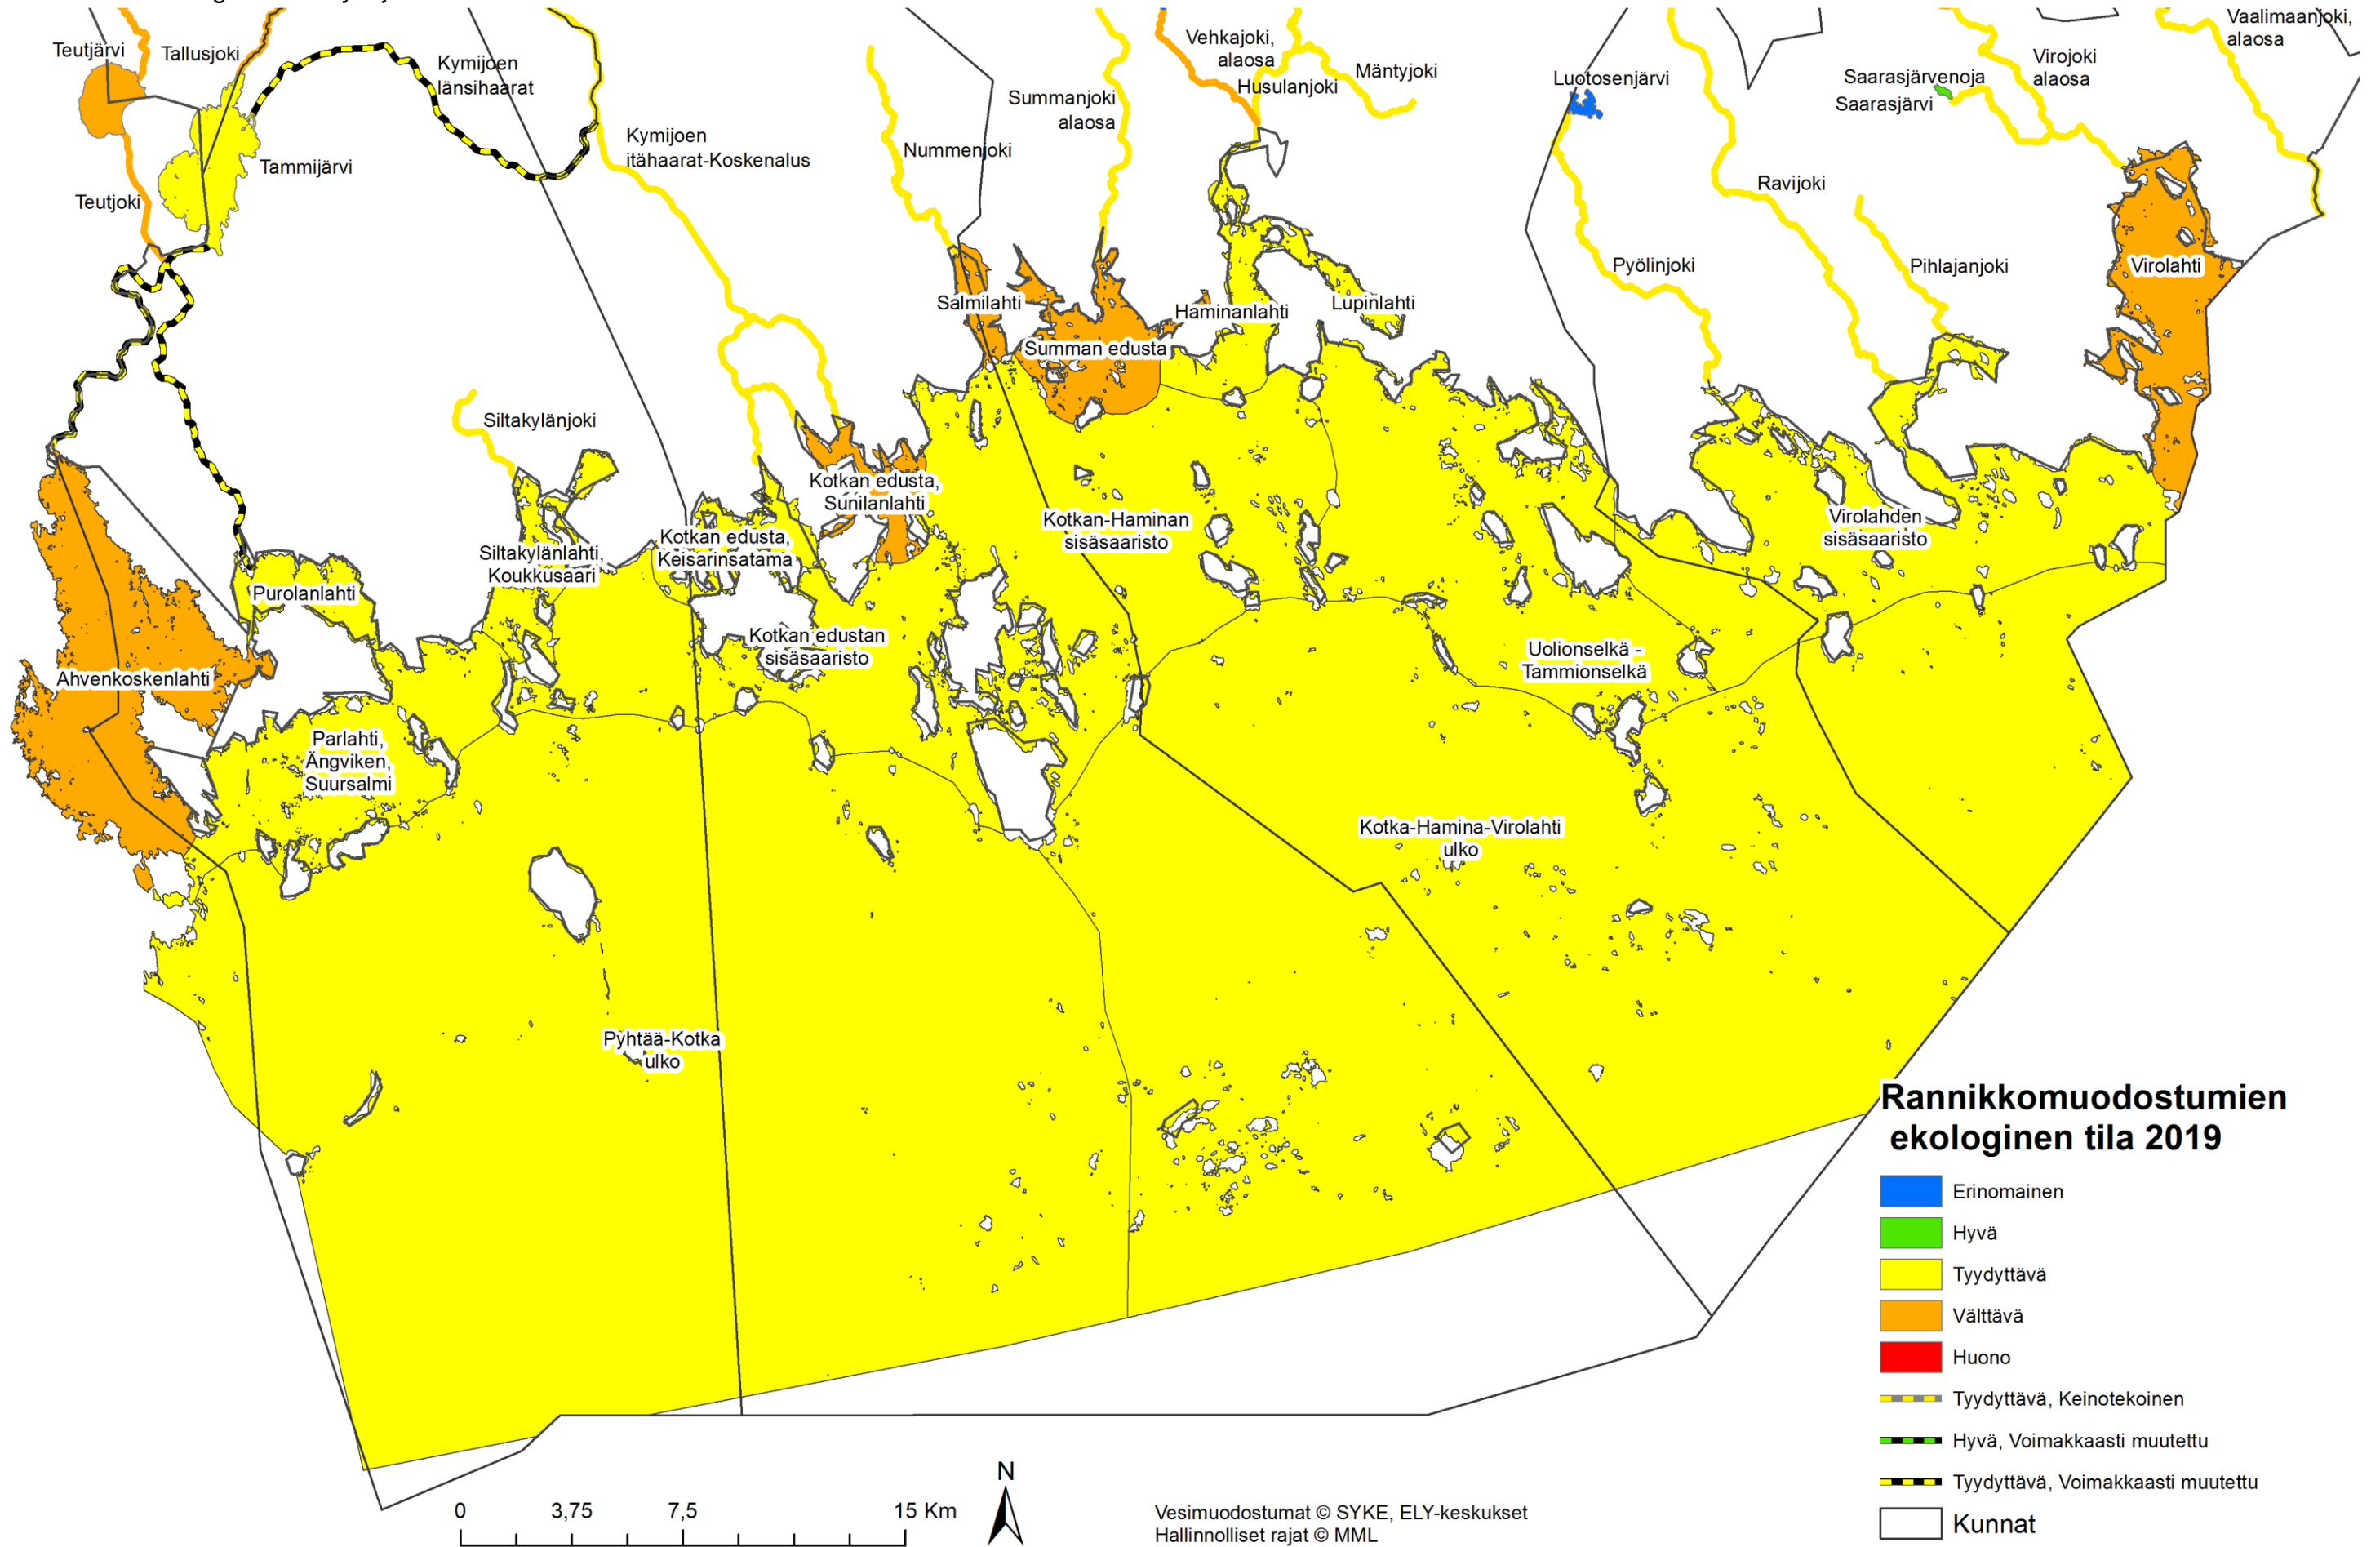 Teutjärvi
Tallusjoki
Kymijoen
länsihaarat
Tammijärvi
Teutjoki
Kymijoen
itähaarat-Koskenalus
Nummenjoki
Summanjoki
alaosa
Vehkajoki,
alaosa
Husulanjoki
Mäntyjoki
Luotosenjärvi
Saarasjärvenoja
Saarasjärvi
Virojoki
alaosa
Vaalimaanjoki,
alaosa
Ravijoki
Pyölinjoki
Pihlajanjoki
Virolahti
Salmilahti
Summan edusta
Haminanlahti
Lupinlahti
Siltakylänjoki
Kotkan edusta,
Sunilanlahti
Siltakylänlahti,
Koukkusaari
Kotkan edusta,
Keisarinsatama
Kotkan-Haminan
sisäsaaristo
Virolahden
sisäsaaristo
Purolanlahti
Kotkan edustan
sisäsaaristo
Uolionselkä -
Tammionselkä
Ahvenkoskenlahti
Parlahti,
Ängviken,
Suursalmi
Kotka-Hamina-Virolahti
ulko
Pyhtää-Kotka
ulko
Rannikkomuodostumien
ekologinen tila 2019
Erinomainen
Hyvä
Tyydyttävä
Välttävä
Huono
Tyydyttävä, Keinotekoinen
Hyvä, Voimakkaasti muutettu
Tyydyttävä, Voimakkaasti muutettu
Kunnat
0 3,75 7,5 15 Km
N
Vesimuodostumat © SYKE, ELY-keskukset
Hallinnolliset rajat © MML